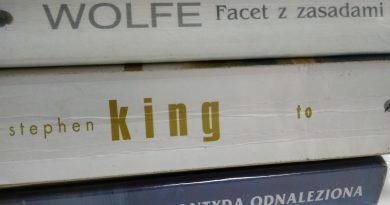 WOLFE Facet z zasadami
stephen king to
ODNALEZIONA